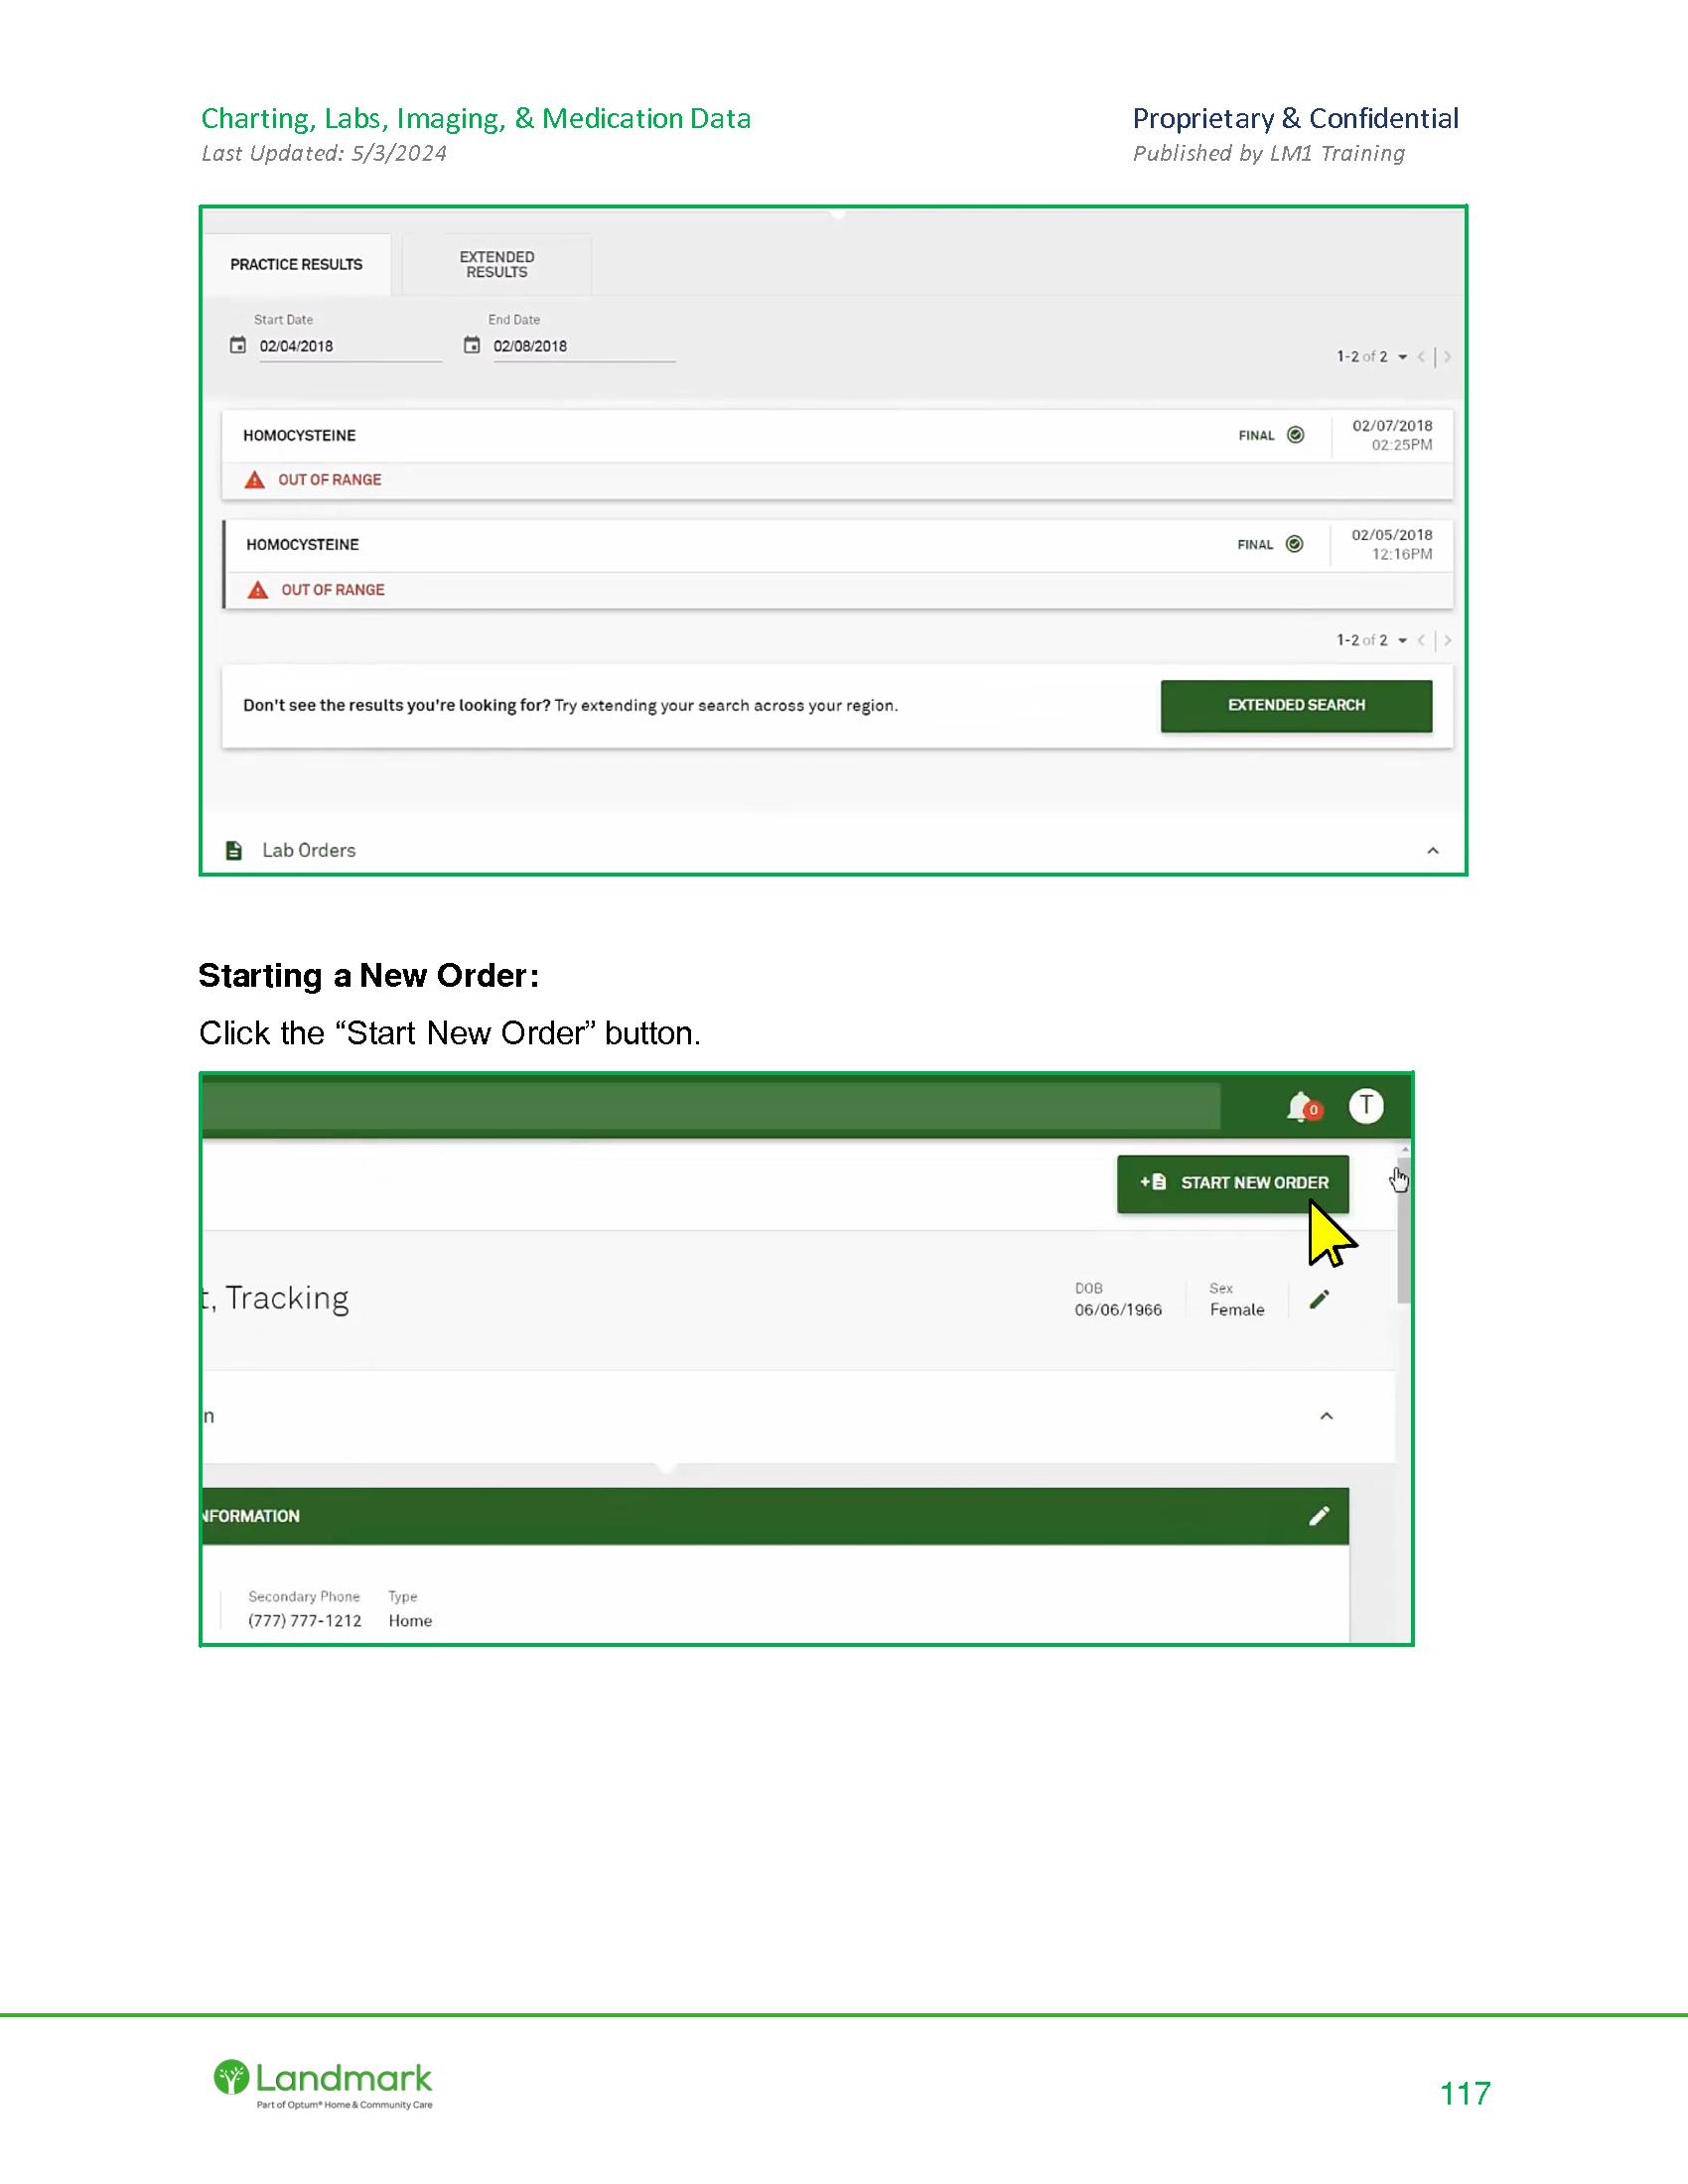 Charting, Labs, Imaging, & Medication Data
Proprietary & Confidential
Last Updated: 5/3/2024
Published by LM1 Training
PRACTICE RESULTS
EXTENDED
RESULTS
Start Date
End Date
02/04/2018
02/08/2018
1-2 of 2
HOMOCYSTEINE
FINAL
02/07/2018
02:25PM
OUT OF RANGE
HOMOCYSTEINE
FINAL
02/05/2018
12:16PM
OUT OF RANGE
1-2 of 2
Don't see the results you're looking for? Try extending your search across your region.
EXTENDED SEARCH
Lab Orders
Starting a New Order:
Click the “Start New Order” button.
0
T
START NEW ORDER
t, Tracking
DOB
Sex
06/06/1966
Female
n
NFORMATION
Secondary Phone
Type
(777) 777-1212
Home
Landmark
Part of Optum® Home & Community Care
117